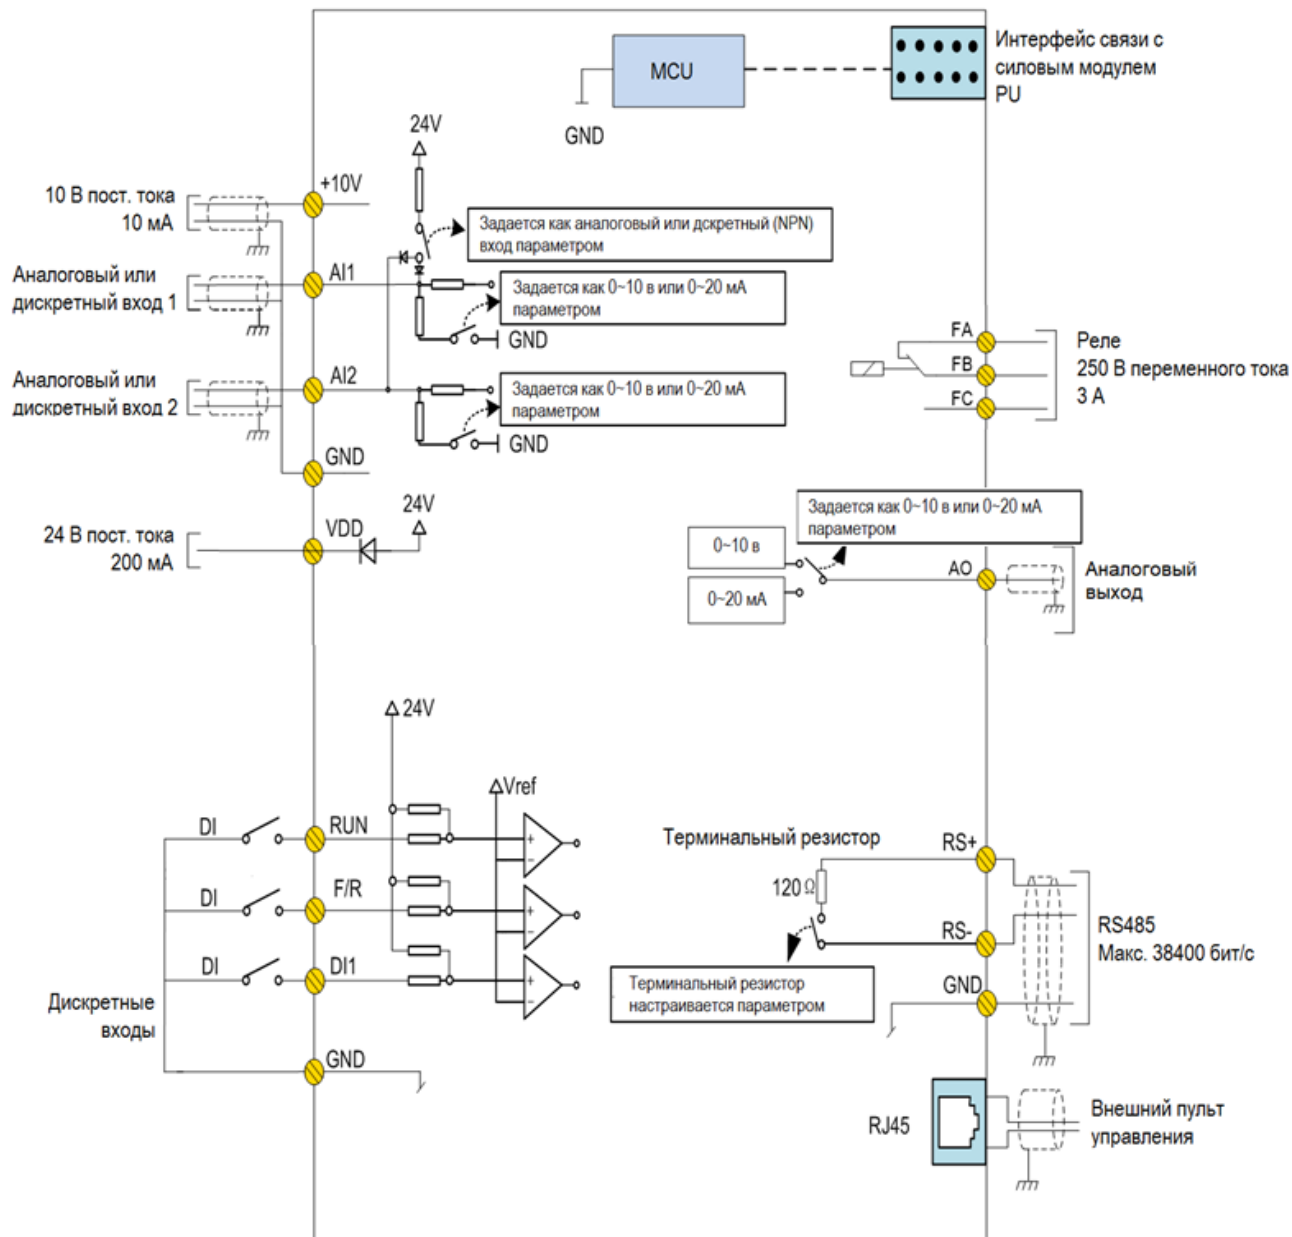 MCU
GND
Интерфейс связи с
силовым модулем
PU
24V
10 В пост. тока
10 мА
+10V
Задается как аналоговый или дскретный (NPN)
вход параметром
Аналоговый или
дискретный вход 1
AI1
Задается как 0~10 в или 0~20 мА
параметром
GND
Аналоговый или
дискретный вход 2
AI2
Задается как 0~10 в или 0~20 мА
параметром
GND
GND
FA
FB
FC
Реле
250 В переменного тока
3 А
24 В пост. тока
200 мА
VDD
24V
Задается как 0~10 в или 0~20 мА
параметром
0~10 в
0~20 мА
AO
Аналоговый
выход
24V
Vref
DI
RUN
+
−
DI
F/R
+
−
DI
DI1
+
−
Дискретные
входы
GND
Терминальный резистор
120 Ω
RS+
RS-
GND
RS485
Макс. 38400 бит/с
Терминальный резистор
настраивается параметром
RJ45
Внешний пульт
управления